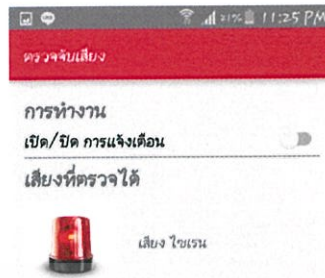 21% 11:25 PM
ตรวจจับเสียง
การทำงาน
เปิด/ปิด การแจ้งเตือน
เสียงที่ตรวจได้
เสียง ไซเรน